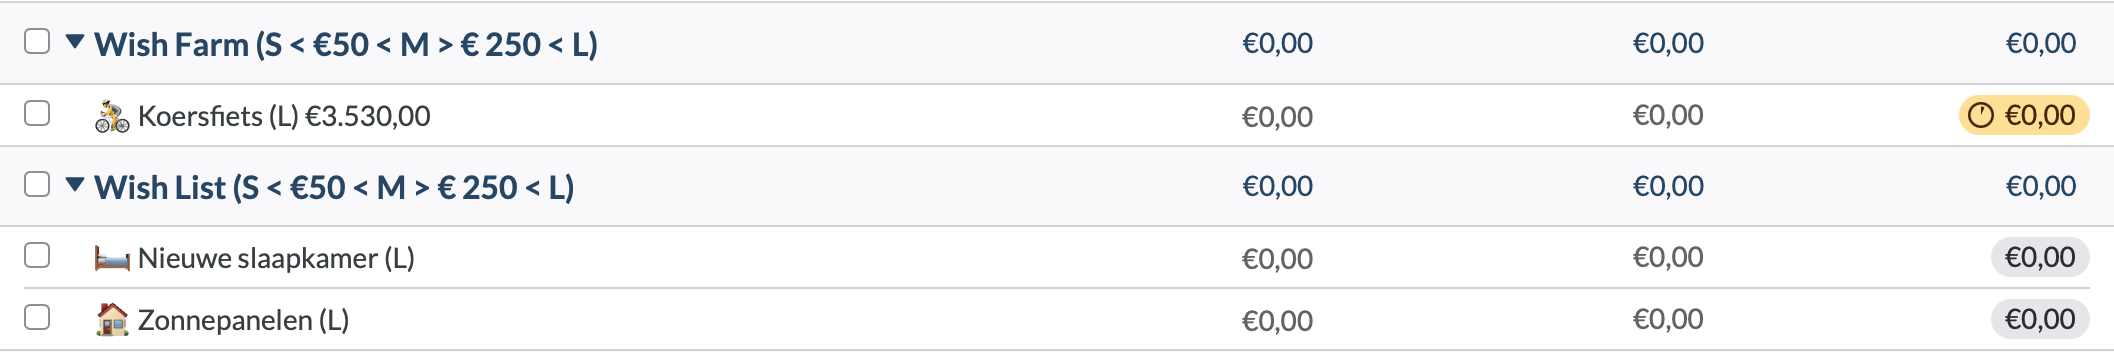 Wish Farm (S < €50 < M > € 250 < L) €0,00 €0,00 €0,00
Koersfiets (L) €3.530,00 €0,00 €0,00 €0,00
Wish List (S < €50 < M > € 250 < L) €0,00 €0,00 €0,00
Nieuwe slaapkamer (L) €0,00 €0,00 €0,00
Zonnepanelen (L) €0,00 €0,00 €0,00